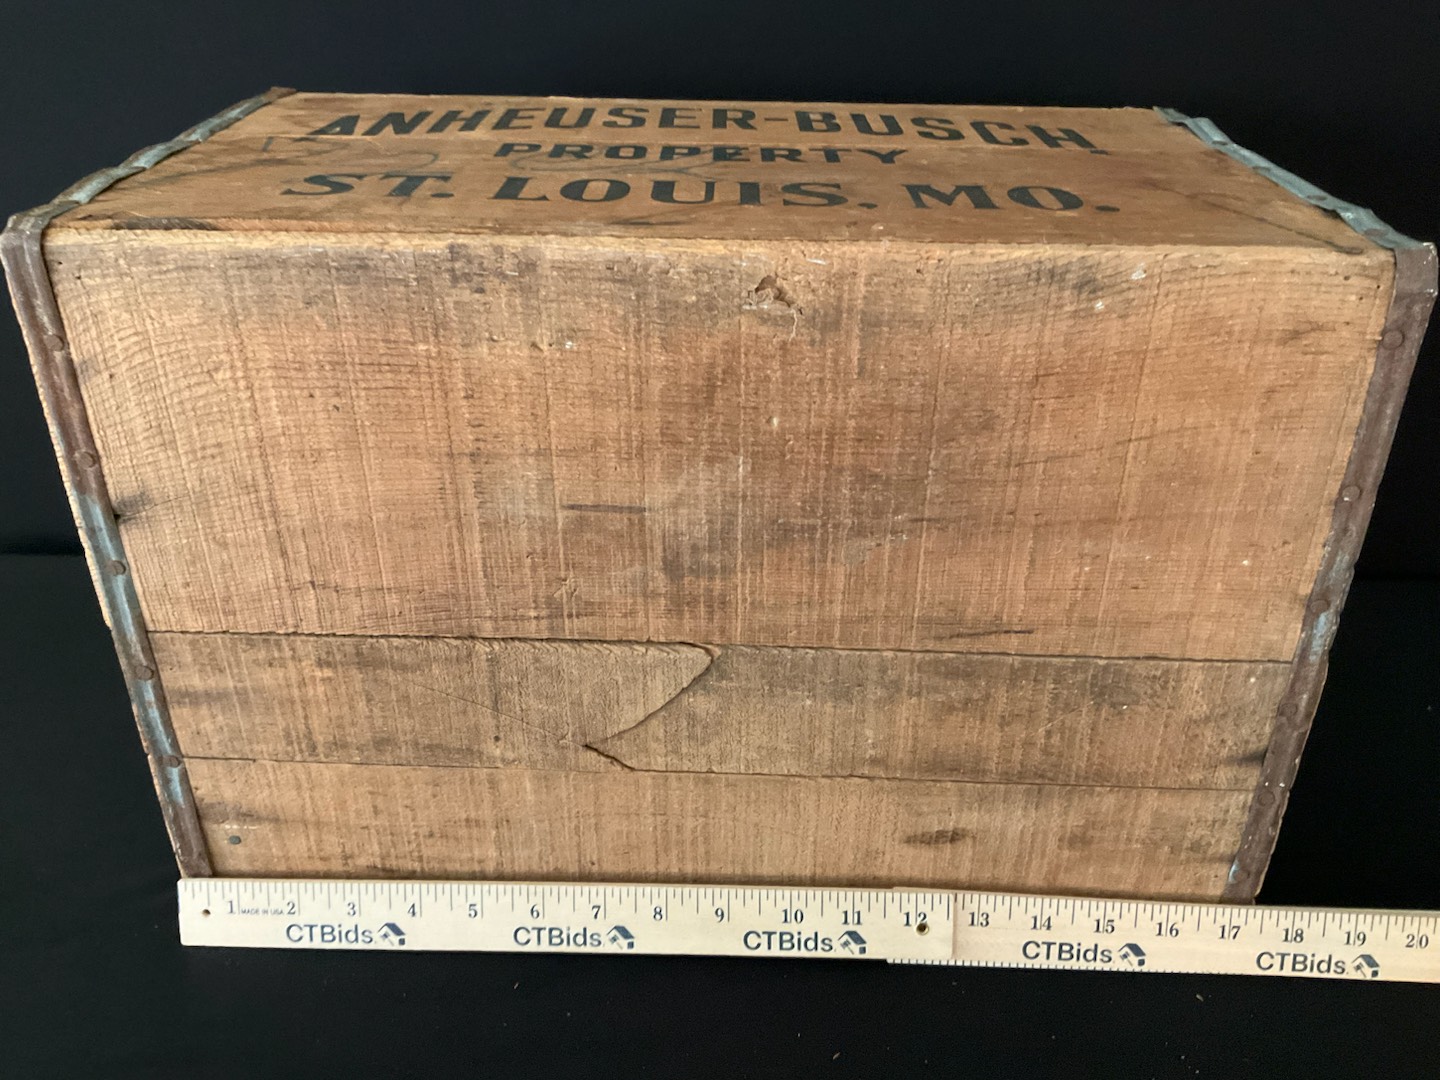 ANHEUSER-BUSCH
PROPERTY
ST. LOUIS, MO.
1 MADE IN USA 2 3 4 5 6 7 8 9 10 11 12 13 14 15 16 17 18 19 20
CTBids CTBids CTBids CTBids CTBids